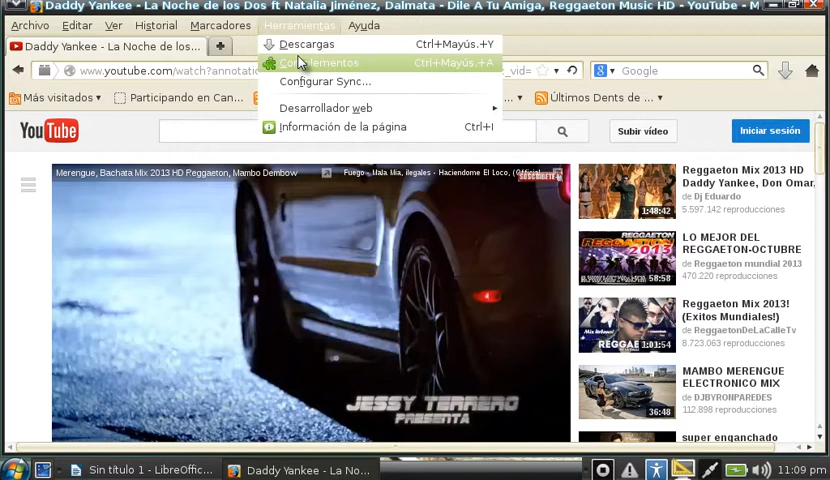 Daddy Yankee - La Noche de los Dos ft Natalia Jiménez, Dalmata - Dile A Tu Amiga, Reggaeton Music HD - YouTube - M
Archivo Editar Ver Historial Marcadores Herramientas Ayuda
Daddy Yankee - La Noche de los...
Descargas Ctrl+Mayús.+Y
Complementos Ctrl+Mayús.+A
Configurar Sync...
Desarrollador web
Información de la página Ctrl+I
www.youtube.com/watch?annotatio
_vid=
Google
Más visitados
Participando en Can...
Últimos Dents de ...
YouTube
Subir vídeo
Iniciar sesión
Merengue, Bachata Mix 2013 HD Reggaeton, Mambo Dembow
Fuego - Mala Mia, Ilegales - Haciendome El Loco, (Official
SUSCRIBETE
JESSY TERRERO
PRESENTA
Reggaeton Mix 2013 HD
Daddy Yankee, Don Omar,
de Dj Eduardo
5.597.142 reproducciones
1:48:42
LO MEJOR DEL
REGGAETON-OCTUBRE
de Reggaeton mundial 2013
470.220 reproducciones
REGGAETON
2013
58:58
Reggaeton Mix 2013!
(Exitos Mundiales!)
de ReggaetonDeLaCalleTv
8.723.063 reproducciones
1:01:54
MAMBO MERENGUE
ELECTRONICO MIX
de DJBYRONPAREDES
112.898 reproducciones
36:48
super enganchado
Sin título 1 - LibreOffic...
Daddy Yankee - La No...
11:09 pm